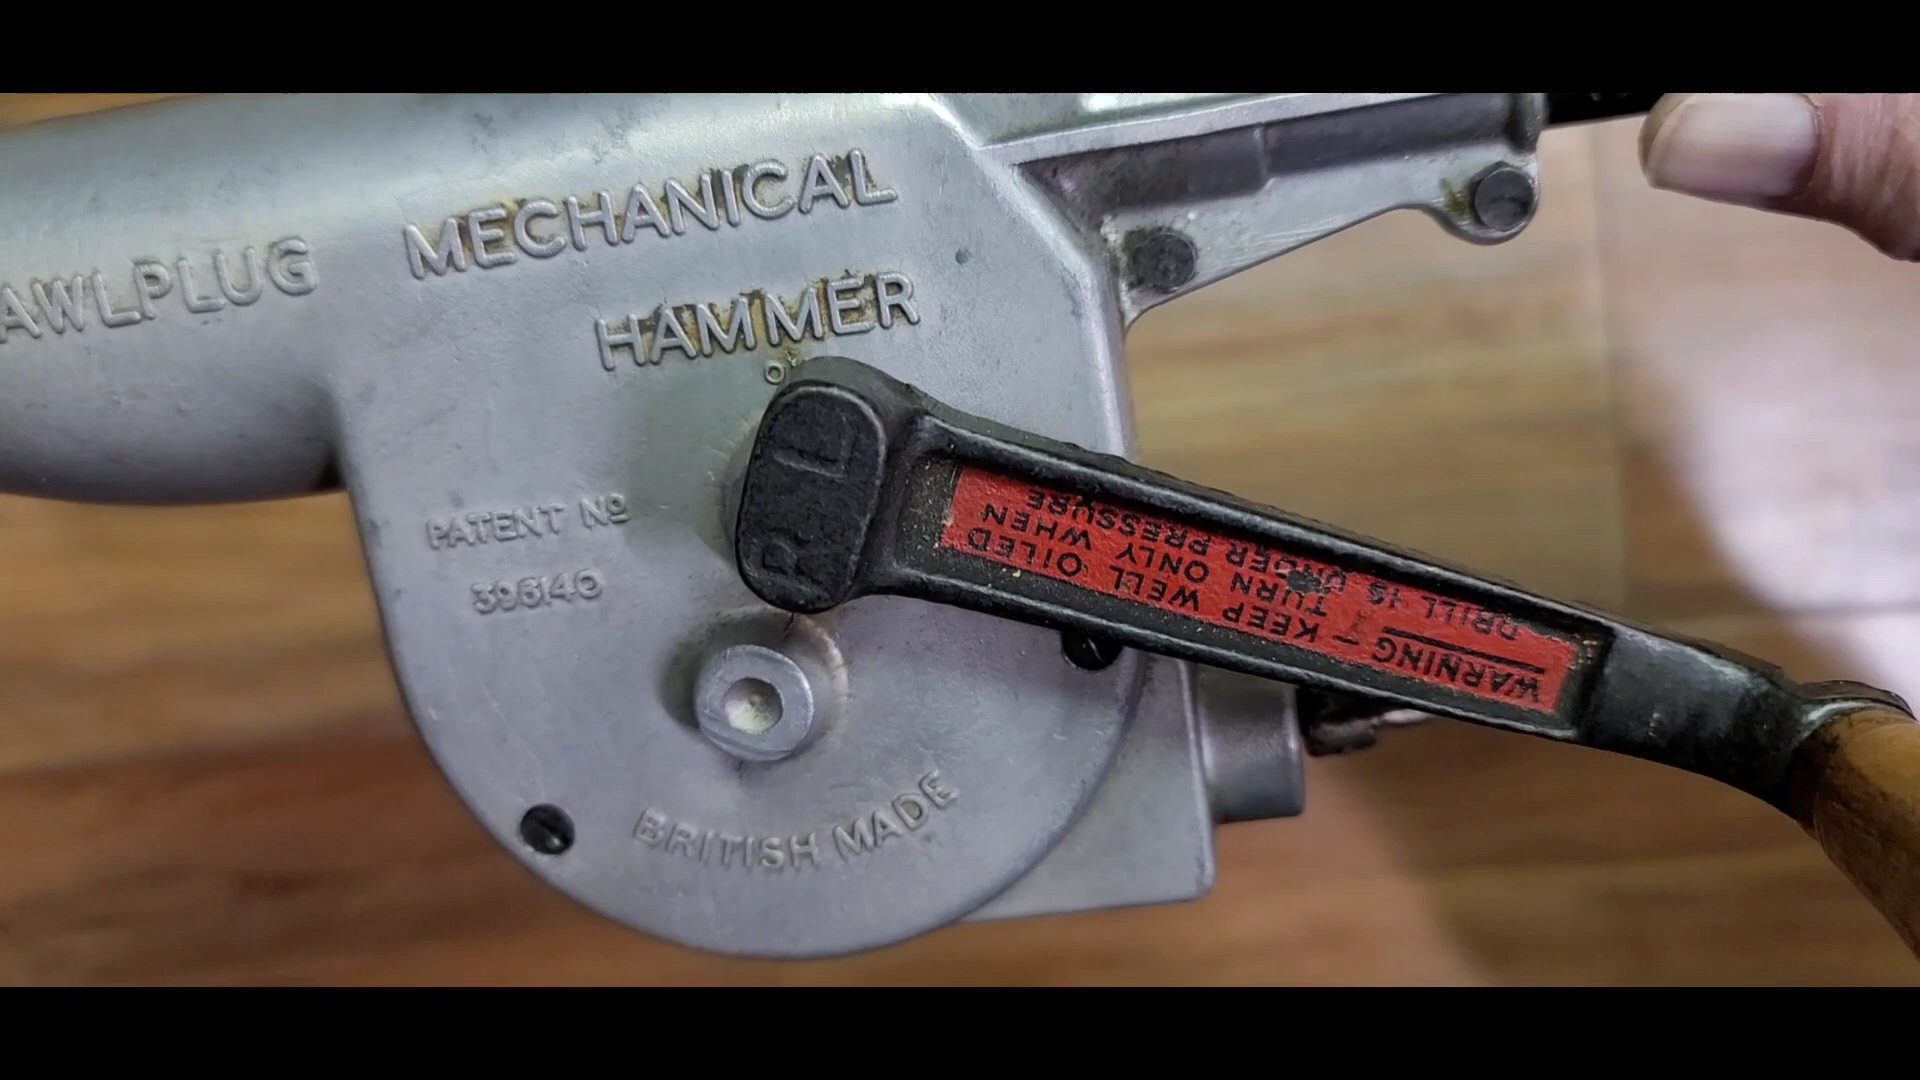 AWLPLUG MECHANICAL
HAMMER
PATENT Nº
396140
BRITISH MADE
R L
WARNING – KEEP WELL OILED
TURN ONLY WHEN
DRILL IS UNDER PRESSURE